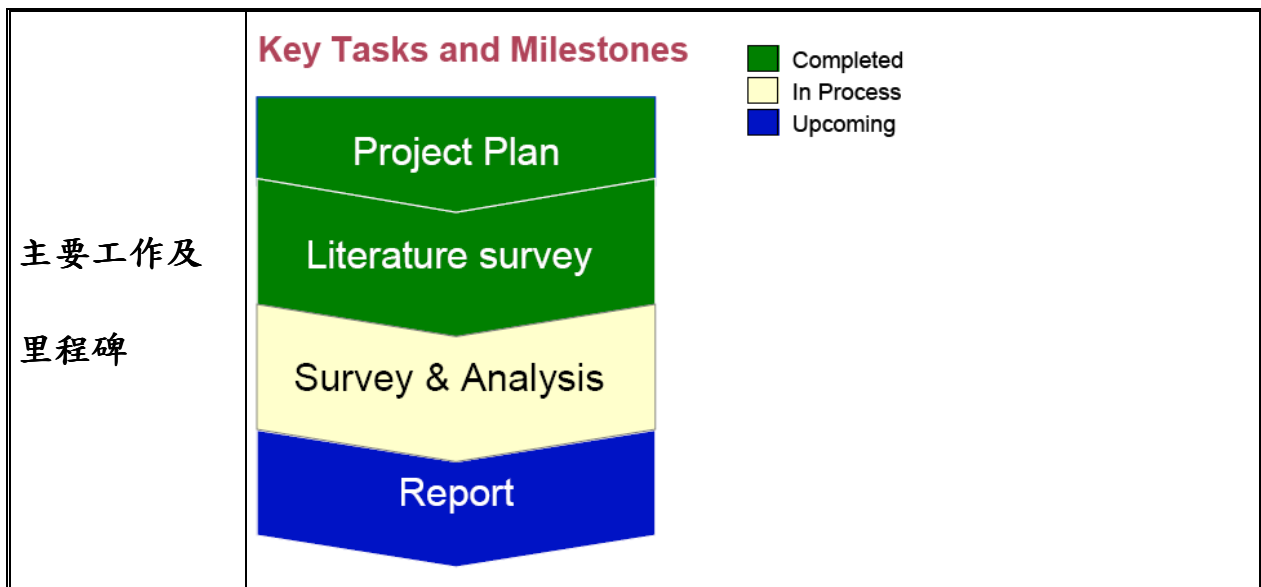 主要工作及
里程碑
Key Tasks and Milestones
Completed
In Process
Upcoming
Project Plan
Literature survey
Survey & Analysis
Report